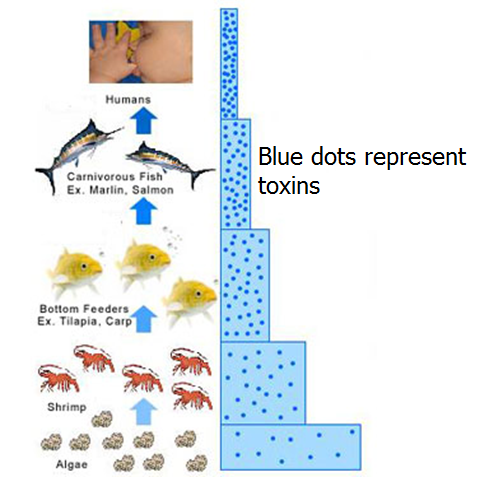 Humans
Blue dots represent
toxins
Carnivorous Fish
Ex. Marlin, Salmon
Bottom Feeders
Ex. Tilapia, Carp
Shrimp
Algae